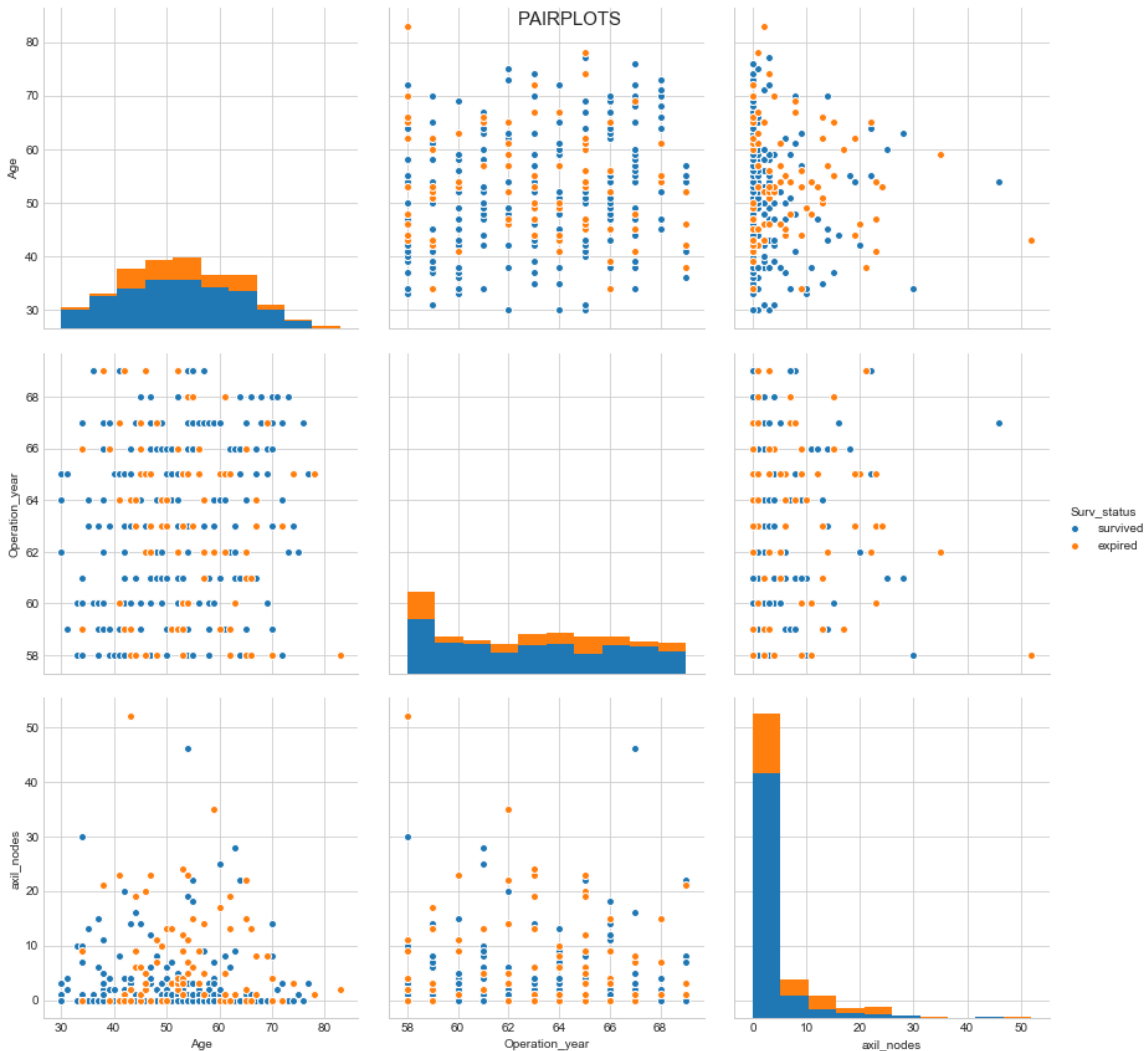 PAIRPLOTS
80
70
60
50
40
30
Age
68
66
64
62
60
58
Operation_year
Surv_status
survived
expired
50
40
30
20
10
0
axil_nodes
30 40 50 60 70 80
Age
58 60 62 64 66 68
Operation_year
0 10 20 30 40 50
axil_nodes